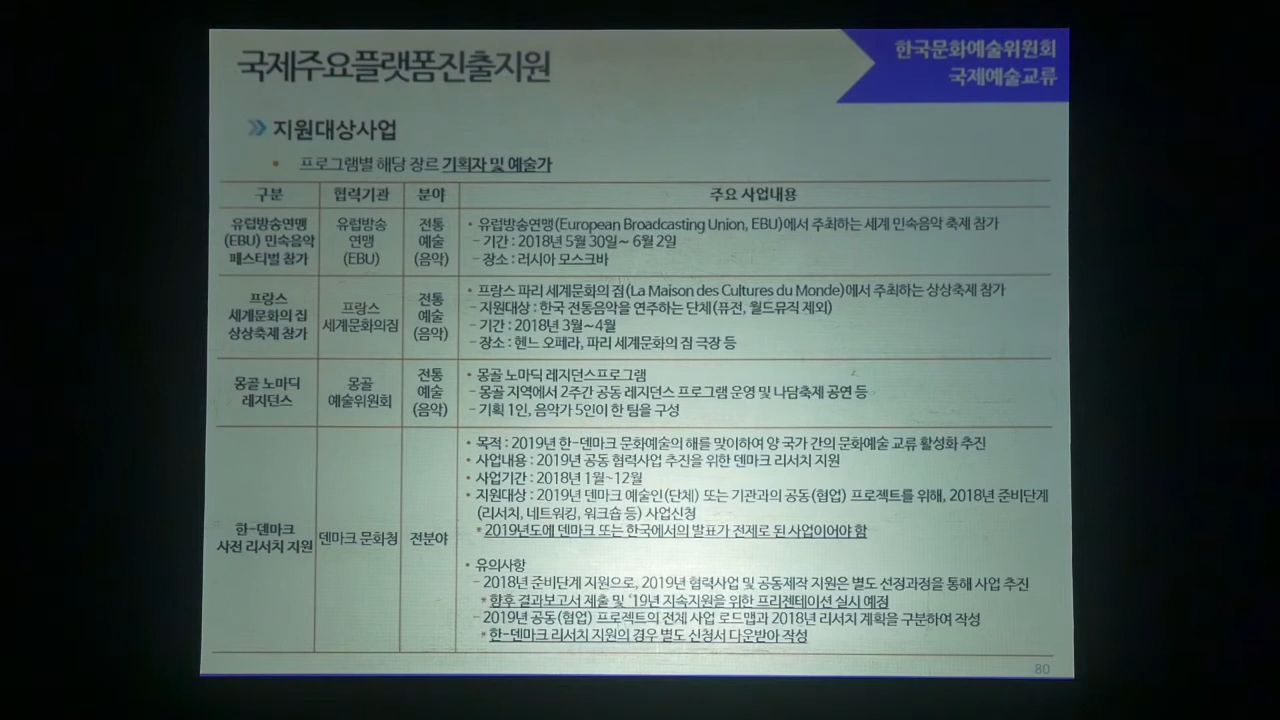 국제주요플랫폼진출지원
한국문화예술위원회
국제예술교류
지원대상사업
• 프로그램별 해당 장르 기획자 및 예술가
구분 협력기관 분야 주요 사업내용
유럽방송연맹
(EBU) 민속음악
페스티벌 참가
유럽방송
연맹
(EBU)
전통
예술
(음악)
• 유럽방송연맹(European Broadcasting Union, EBU)에서 주최하는 세계 민속음악 축제 참가
- 기간 : 2018년 5월 30일~ 6월 2일
- 장소 : 러시아 모스크바
프랑스
세계문화의 집
상상축제 참가
프랑스
세계문화의집
전통
예술
(음악)
• 프랑스 파리 세계문화의 집(La Maison des Cultures du Monde)에서 주최하는 상상축제 참가
- 지원대상 : 한국 전통음악을 연주하는 단체(퓨전, 월드뮤직 제외)
- 기간 : 2018년 3월~4월
- 장소 : 헨느 오페라, 파리 세계문화의 집 극장 등
몽골 노마딕
레지던스
몽골
예술위원회
전통
예술
(음악)
• 몽골 노마딕 레지던스프로그램
- 몽골 지역에서 2주간 공동 레지던스 프로그램 운영 및 나담축제 공연 등
- 기획 1인, 음악가 5인이 한 팀을 구성
한-덴마크
사전 리서치 지원
덴마크 문화청
전분야
• 목적 : 2019년 한-덴마크 문화예술의 해를 맞이하여 양 국가 간의 문화예술 교류 활성화 추진
• 사업내용 : 2019년 공동 협력사업 추진을 위한 덴마크 리서치 지원
• 사업기간 : 2018년 1월~12월
• 지원대상 : 2019년 덴마크 예술인(단체) 또는 기관과의 공동(협업) 프로젝트를 위해, 2018년 준비단계
(리서치, 네트워킹, 워크숍 등) 사업신청
* 2019년도에 덴마크 또는 한국에서의 발표가 전제로 된 사업이어야 함
• 유의사항
- 2018년 준비단계 지원으로, 2019년 협력사업 및 공동제작 지원은 별도 선정과정을 통해 사업 추진
* 향후 결과보고서 제출 및 '19년 지속지원을 위한 프리젠테이션 실시 예정
- 2019년 공동(협업) 프로젝트의 전체 사업 로드맵과 2018년 리서치 계획을 구분하여 작성
* 한-덴마크 리서치 지원의 경우 별도 신청서 다운받아 작성
80